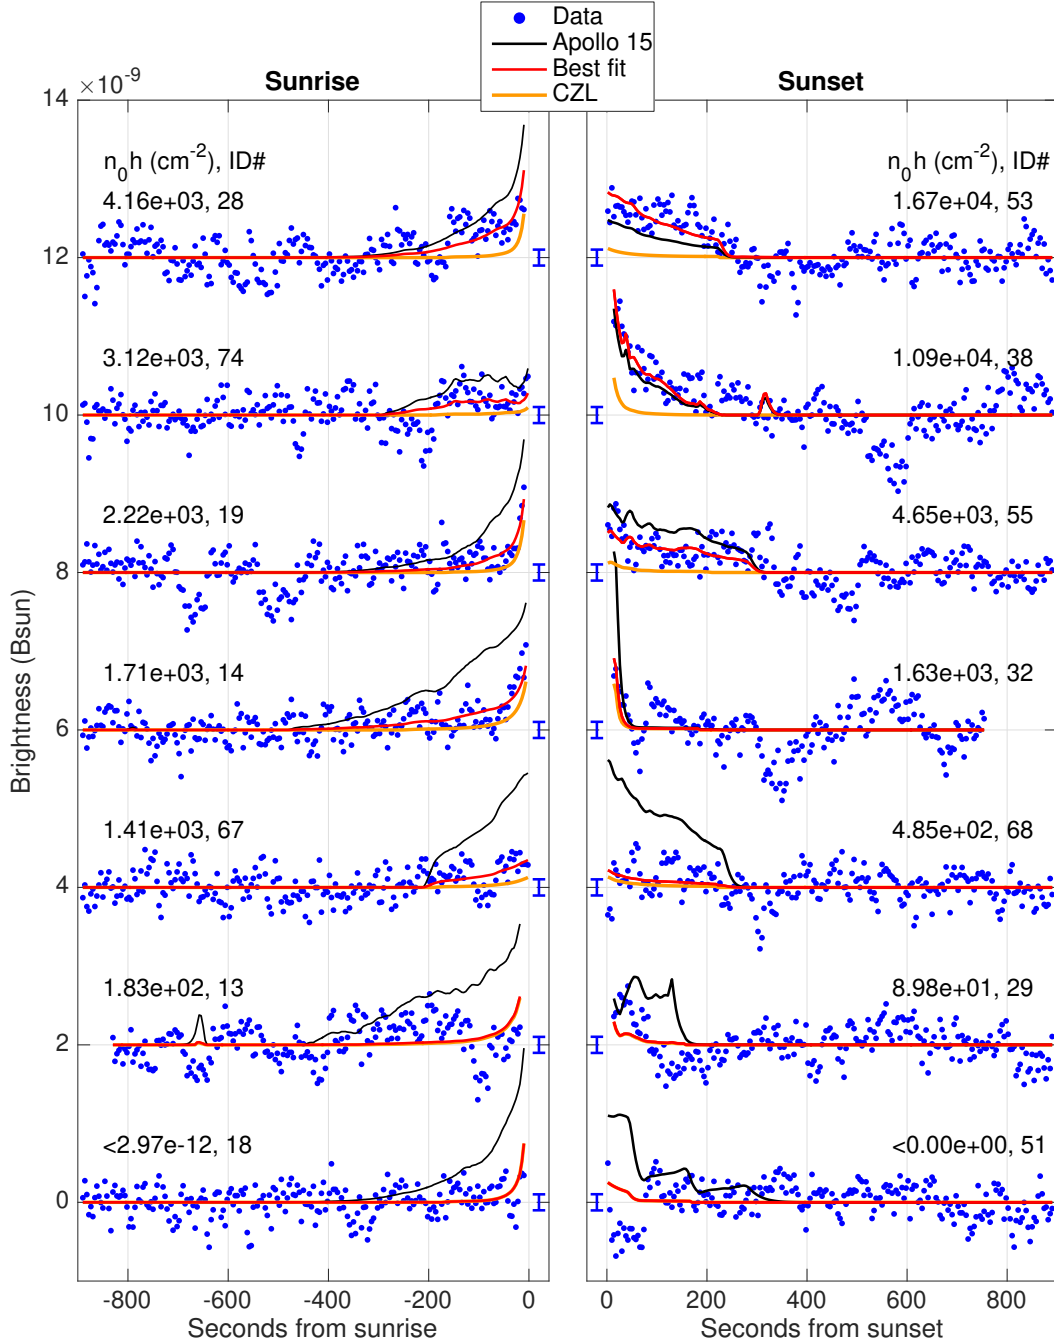 Data
Apollo 15
Best fit
CZL
×10^-9
Sunrise
Sunset
14
12
10
8
6
4
2
0
Brightness (Bsun)
n_0h (cm^-2), ID#
4.16e+03, 28
3.12e+03, 74
2.22e+03, 19
1.71e+03, 14
1.41e+03, 67
1.83e+02, 13
<2.97e-12, 18
n_0h (cm^-2), ID#
1.67e+04, 53
1.09e+04, 38
4.65e+03, 55
1.63e+03, 32
4.85e+02, 68
8.98e+01, 29
<0.00e+00, 51
-800 -600 -400 -200 0
Seconds from sunrise
0 200 400 600 800
Seconds from sunset